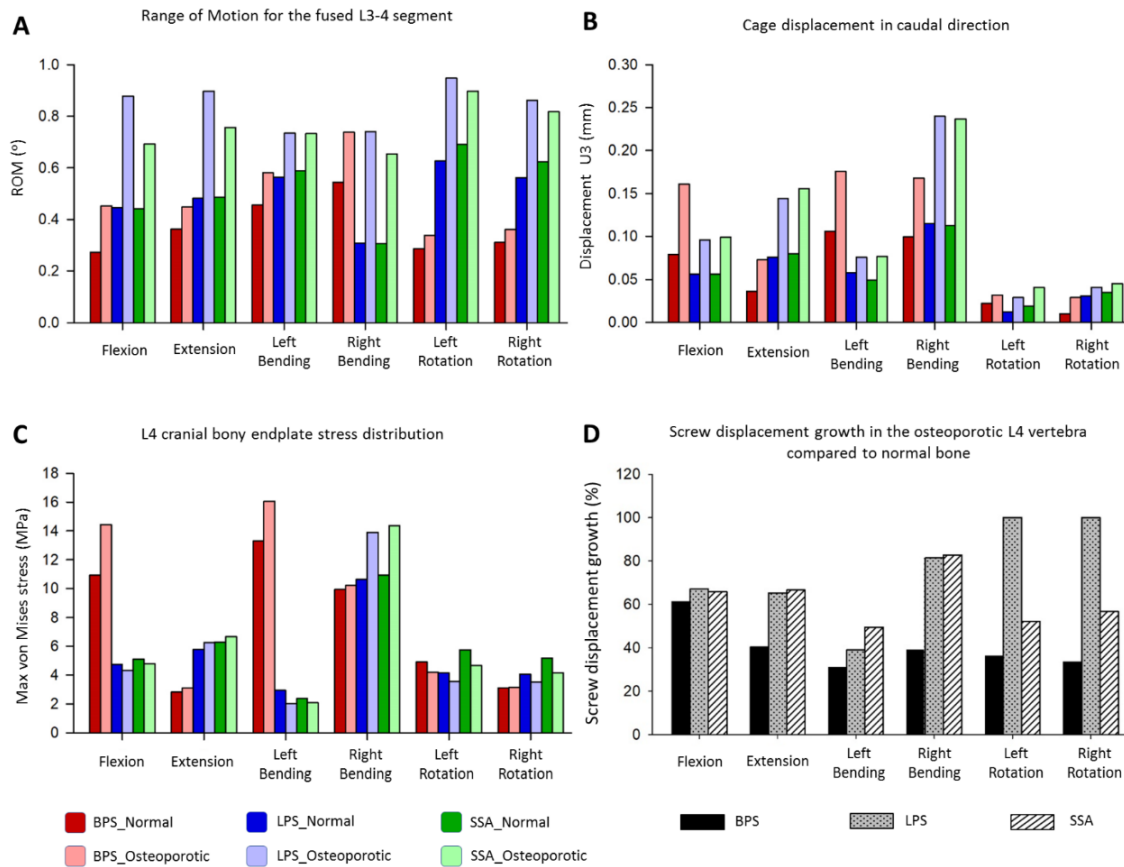 A
Range of Motion for the fused L3-4 segment
ROM (º)
1.0
0.8
0.6
0.4
0.2
0.0
Flexion
Extension
Left
Bending
Right
Bending
Left
Rotation
Right
Rotation
B
Cage displacement in caudal direction
Displacement U3 (mm)
0.30
0.25
0.20
0.15
0.10
0.05
0.00
Flexion
Extension
Left
Bending
Right
Bending
Left
Rotation
Right
Rotation
C
L4 cranial bony endplate stress distribution
Max von Mises stress (MPa)
18
16
14
12
10
8
6
4
2
0
Flexion
Extension
Left
Bending
Right
Bending
Left
Rotation
Right
Rotation
D
Screw displacement growth in the osteoporotic L4 vertebra
compared to normal bone
Screw displacement growth (%)
120
100
80
60
40
20
0
Flexion
Extension
Left
Bending
Right
Bending
Left
Rotation
Right
Rotation
BPS_Normal
LPS_Normal
SSA_Normal
BPS_Osteoporotic
LPS_Osteoporotic
SSA_Osteoporotic
BPS
LPS
SSA